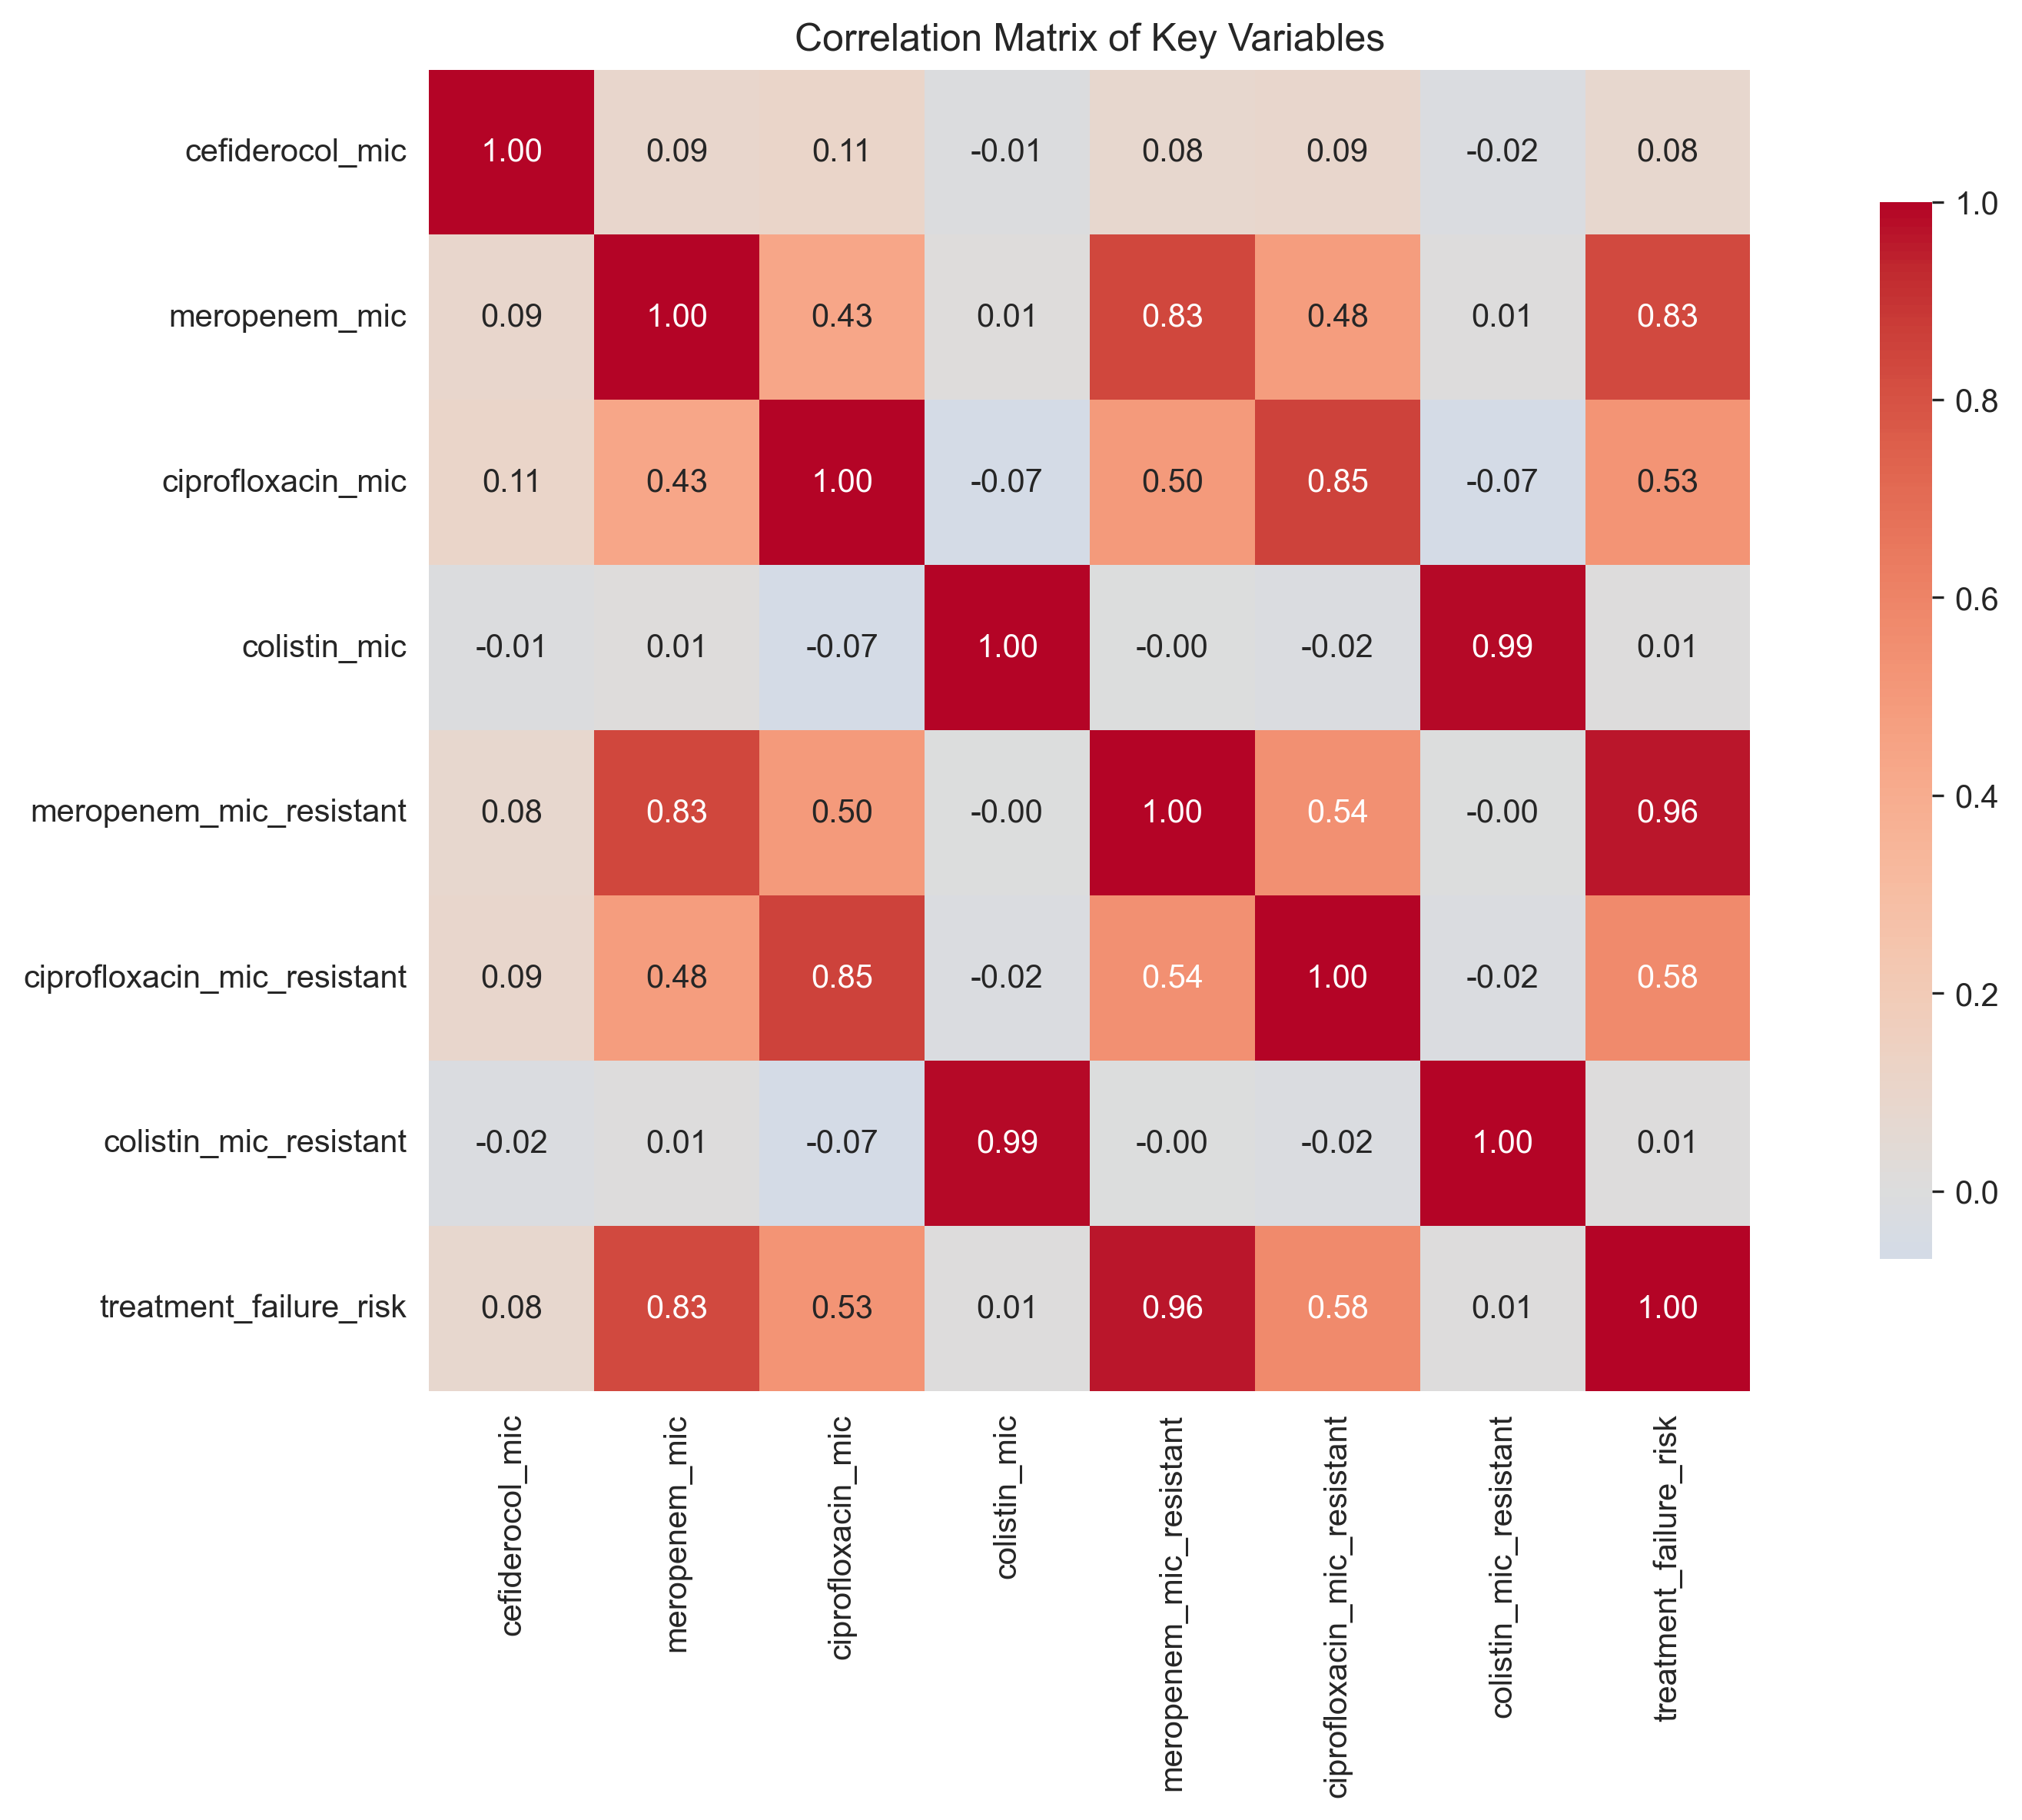 Correlation Matrix of Key Variables
cefiderocol_mic 1.00 0.09 0.11 -0.01 0.08 0.09 -0.02 0.08
meropenem_mic 0.09 1.00 0.43 0.01 0.83 0.48 0.01 0.83
ciprofloxacin_mic 0.11 0.43 1.00 -0.07 0.50 0.85 -0.07 0.53
colistin_mic -0.01 0.01 -0.07 1.00 -0.00 -0.02 0.99 0.01
meropenem_mic_resistant 0.08 0.83 0.50 -0.00 1.00 0.54 -0.00 0.96
ciprofloxacin_mic_resistant 0.09 0.48 0.85 -0.02 0.54 1.00 -0.02 0.58
colistin_mic_resistant -0.02 0.01 -0.07 0.99 -0.00 -0.02 1.00 0.01
treatment_failure_risk 0.08 0.83 0.53 0.01 0.96 0.58 0.01 1.00
cefiderocol_mic
meropenem_mic
ciprofloxacin_mic
colistin_mic
meropenem_mic_resistant
ciprofloxacin_mic_resistant
colistin_mic_resistant
treatment_failure_risk
1.0
0.8
0.6
0.4
0.2
0.0